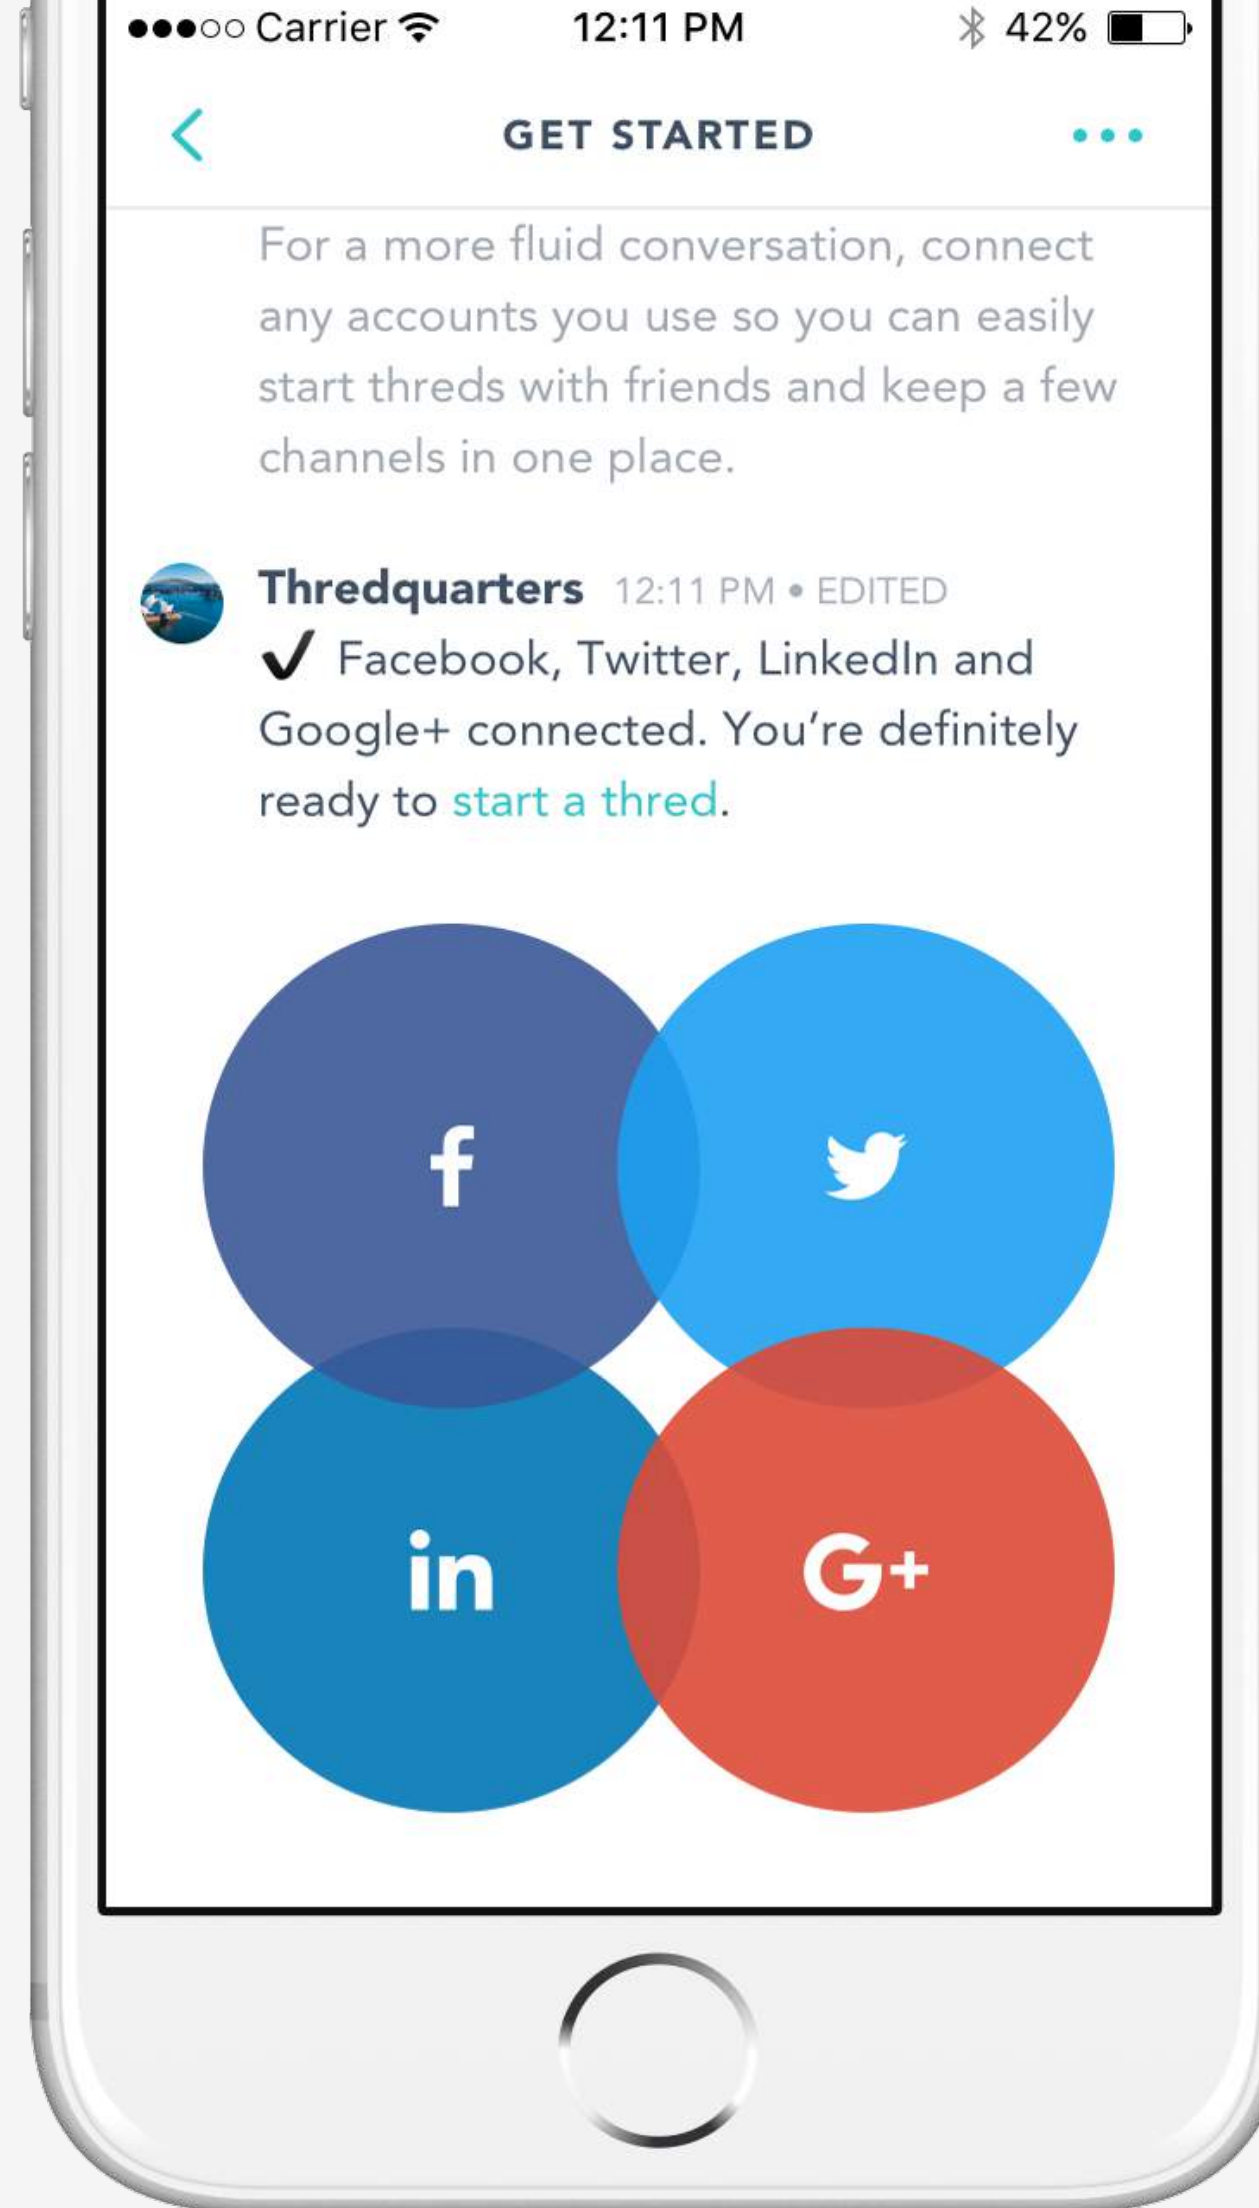 Carrier 12:11 PM 42%
GET STARTED
For a more fluid conversation, connect
any accounts you use so you can easily
start threds with friends and keep a few
channels in one place.
Thredquarters 12:11 PM • EDITED
✔ Facebook, Twitter, LinkedIn and
Google+ connected. You’re definitely
ready to start a thred.
f
in
G+